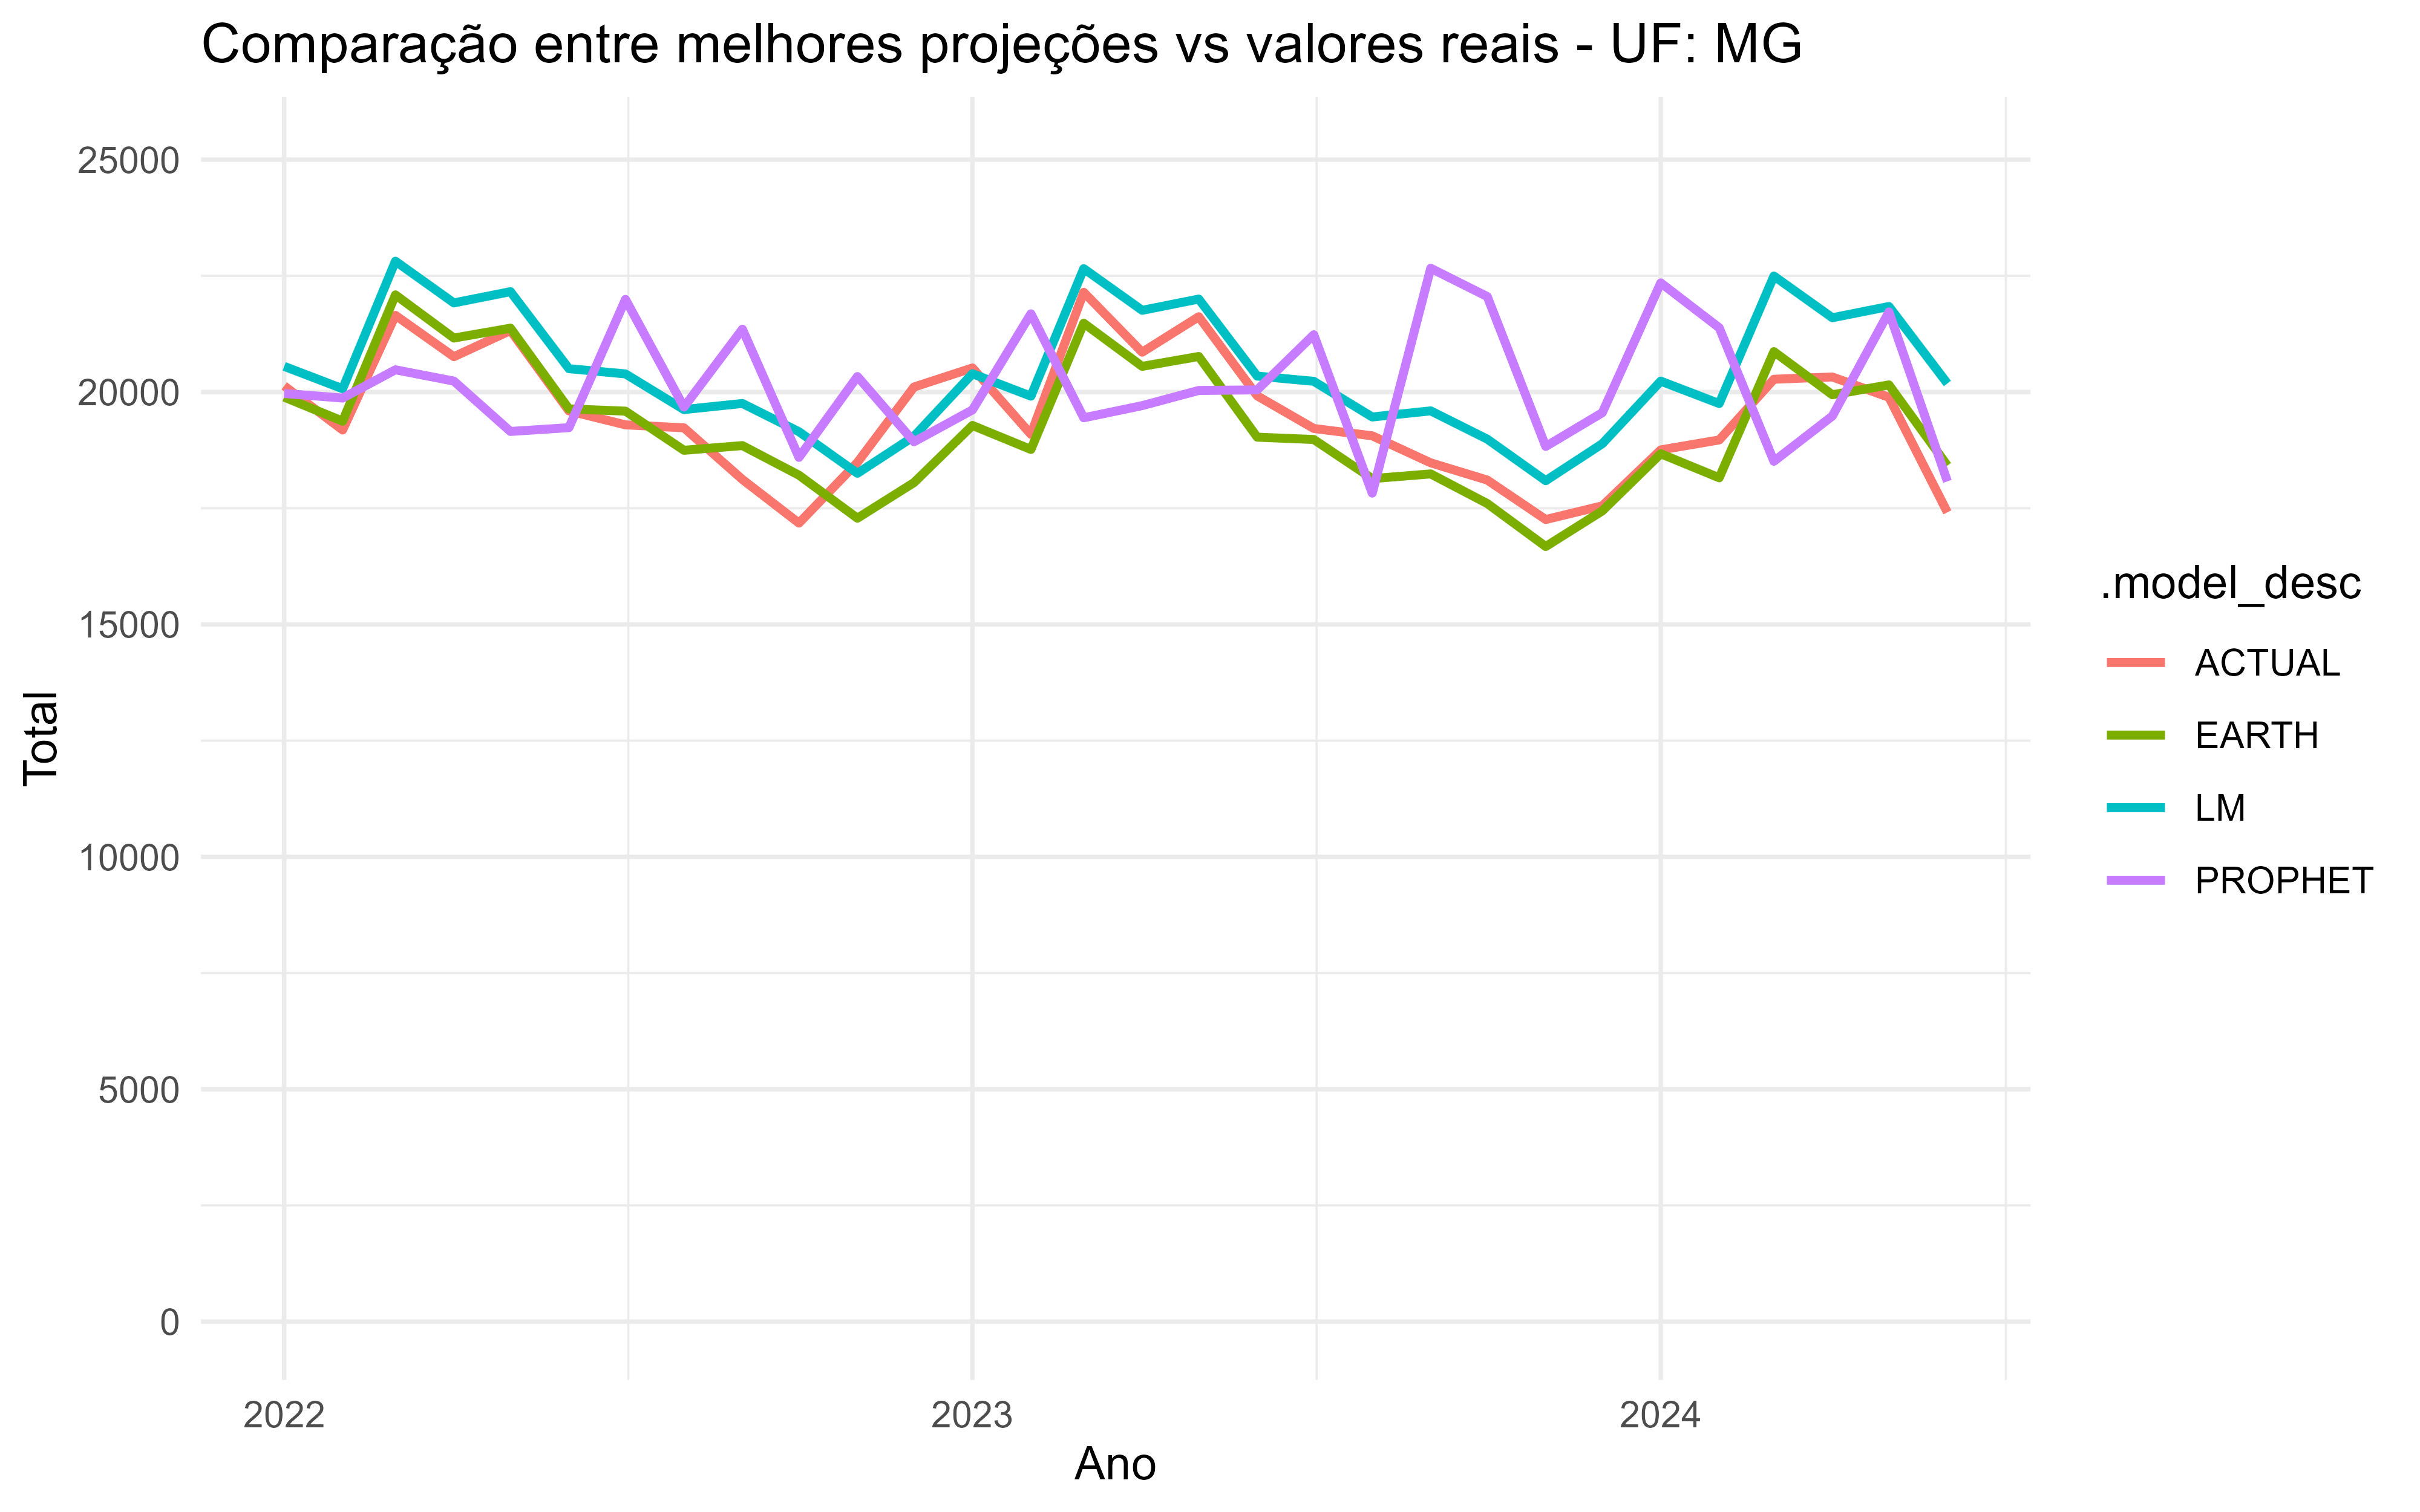 Comparação entre melhores projeções vs valores reais - UF: MG
25000
20000
15000
10000
5000
0
Total
2022
2023
2024
Ano
.model_desc
ACTUAL
EARTH
LM
PROPHET